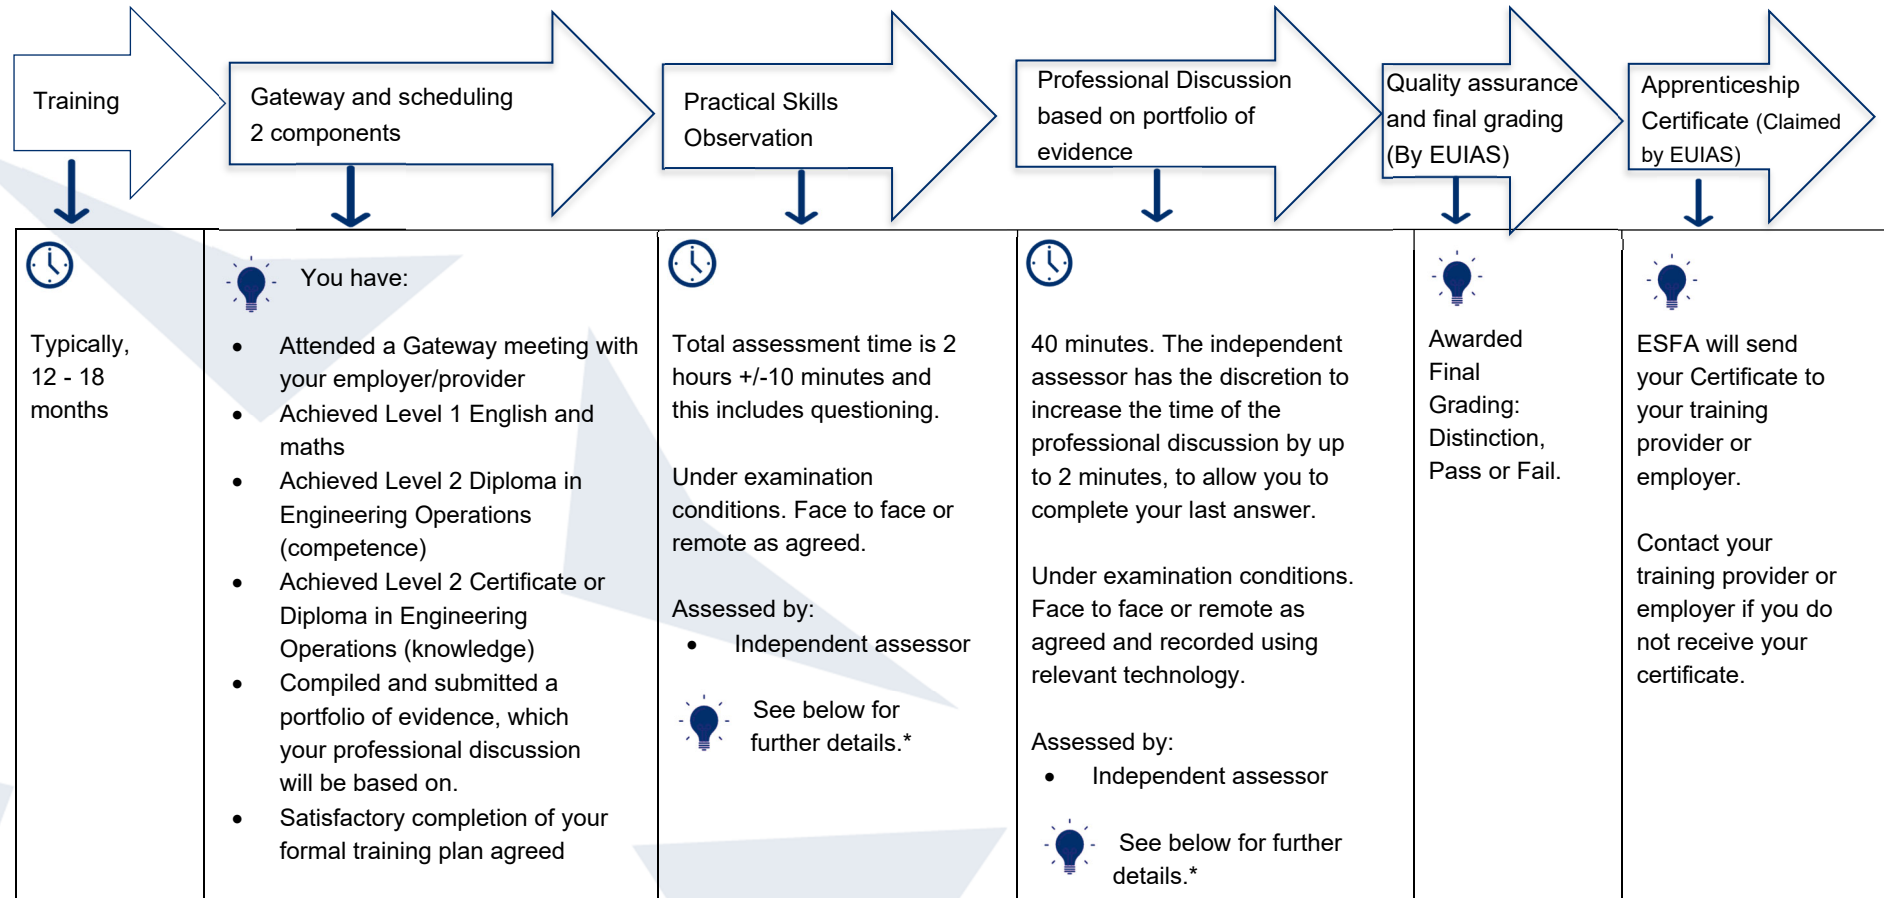 Training
Gateway and scheduling
2 components
Practical Skills
Observation
Professional Discussion
based on portfolio of
evidence
Quality assurance
and final grading
(By EUIAS)
Apprenticeship
Certificate (Claimed
by EUIAS)
Typically,
12 - 18
months
You have:
• Attended a Gateway meeting with
your employer/provider
• Achieved Level 1 English and
maths
• Achieved Level 2 Diploma in
Engineering Operations
(competence)
• Achieved Level 2 Certificate or
Diploma in Engineering
Operations (knowledge)
• Compiled and submitted a
portfolio of evidence, which
your professional discussion
will be based on.
• Satisfactory completion of your
formal training plan agreed
Total assessment time is 2
hours +/-10 minutes and
this includes questioning.
Under examination
conditions. Face to face or
remote as agreed.
Assessed by:
• Independent assessor
See below for
further details.*
40 minutes. The independent
assessor has the discretion to
increase the time of the
professional discussion by up
to 2 minutes, to allow you to
complete your last answer.
Under examination conditions.
Face to face or remote as
agreed and recorded using
relevant technology.
Assessed by:
• Independent assessor
See below for further
details.*
Awarded
Final
Grading:
Distinction,
Pass or Fail.
ESFA will send
your Certificate to
your training
provider or
employer.
Contact your
training provider or
employer if you do
not receive your
certificate.